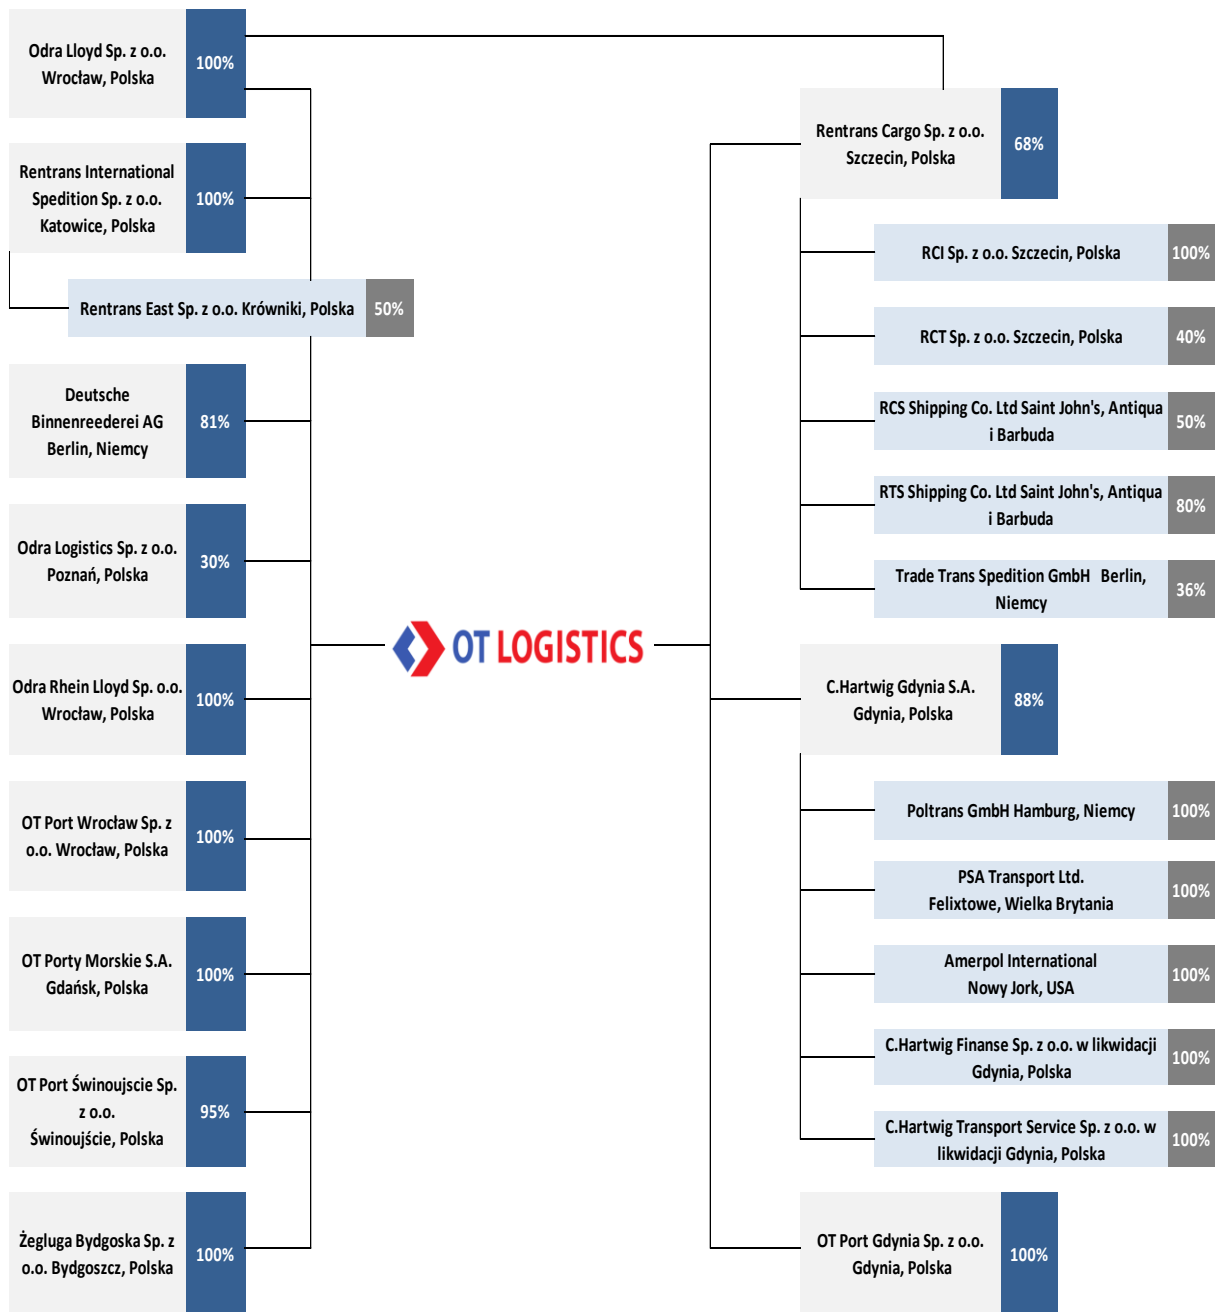 Odra Lloyd Sp. z o.o.
Wrocław, Polska
100%
Rentrans International
Spedition Sp. z o.o.
Katowice, Polska
100%
Rentrans East Sp. z o.o. Krówniki, Polska
50%
Deutsche
Binnenreederei AG
Berlin, Niemcy
81%
Odra Logistics Sp. z o.o.
Poznań, Polska
30%
Odra Rhein Lloyd Sp. o.o.
Wrocław, Polska
100%
OT Port Wrocław Sp. z
o.o. Wrocław, Polska
100%
OT Porty Morskie S.A.
Gdańsk, Polska
100%
OT Port Świnoujscie Sp.
z o.o.
Świnoujście, Polska
95%
Żegluga Bydgoska Sp. z
o.o. Bydgoszcz, Polska
100%
OT LOGISTICS
Rentrans Cargo Sp. z o.o.
Szczecin, Polska
68%
RCI Sp. z o.o. Szczecin, Polska
100%
RCT Sp. z o.o. Szczecin, Polska
40%
RCS Shipping Co. Ltd Saint John's, Antiqua
i Barbuda
50%
RTS Shipping Co. Ltd Saint John's, Antiqua
i Barbuda
80%
Trade Trans Spedition GmbH Berlin,
Niemcy
36%
C.Hartwig Gdynia S.A.
Gdynia, Polska
88%
Poltrans GmbH Hamburg, Niemcy
100%
PSA Transport Ltd.
Felixtowe, Wielka Brytania
100%
Amerpol International
Nowy Jork, USA
100%
C.Hartwig Finanse Sp. z o.o. w likwidacji
Gdynia, Polska
100%
C.Hartwig Transport Service Sp. z o.o. w
likwidacji Gdynia, Polska
100%
OT Port Gdynia Sp. z o.o.
Gdynia, Polska
100%